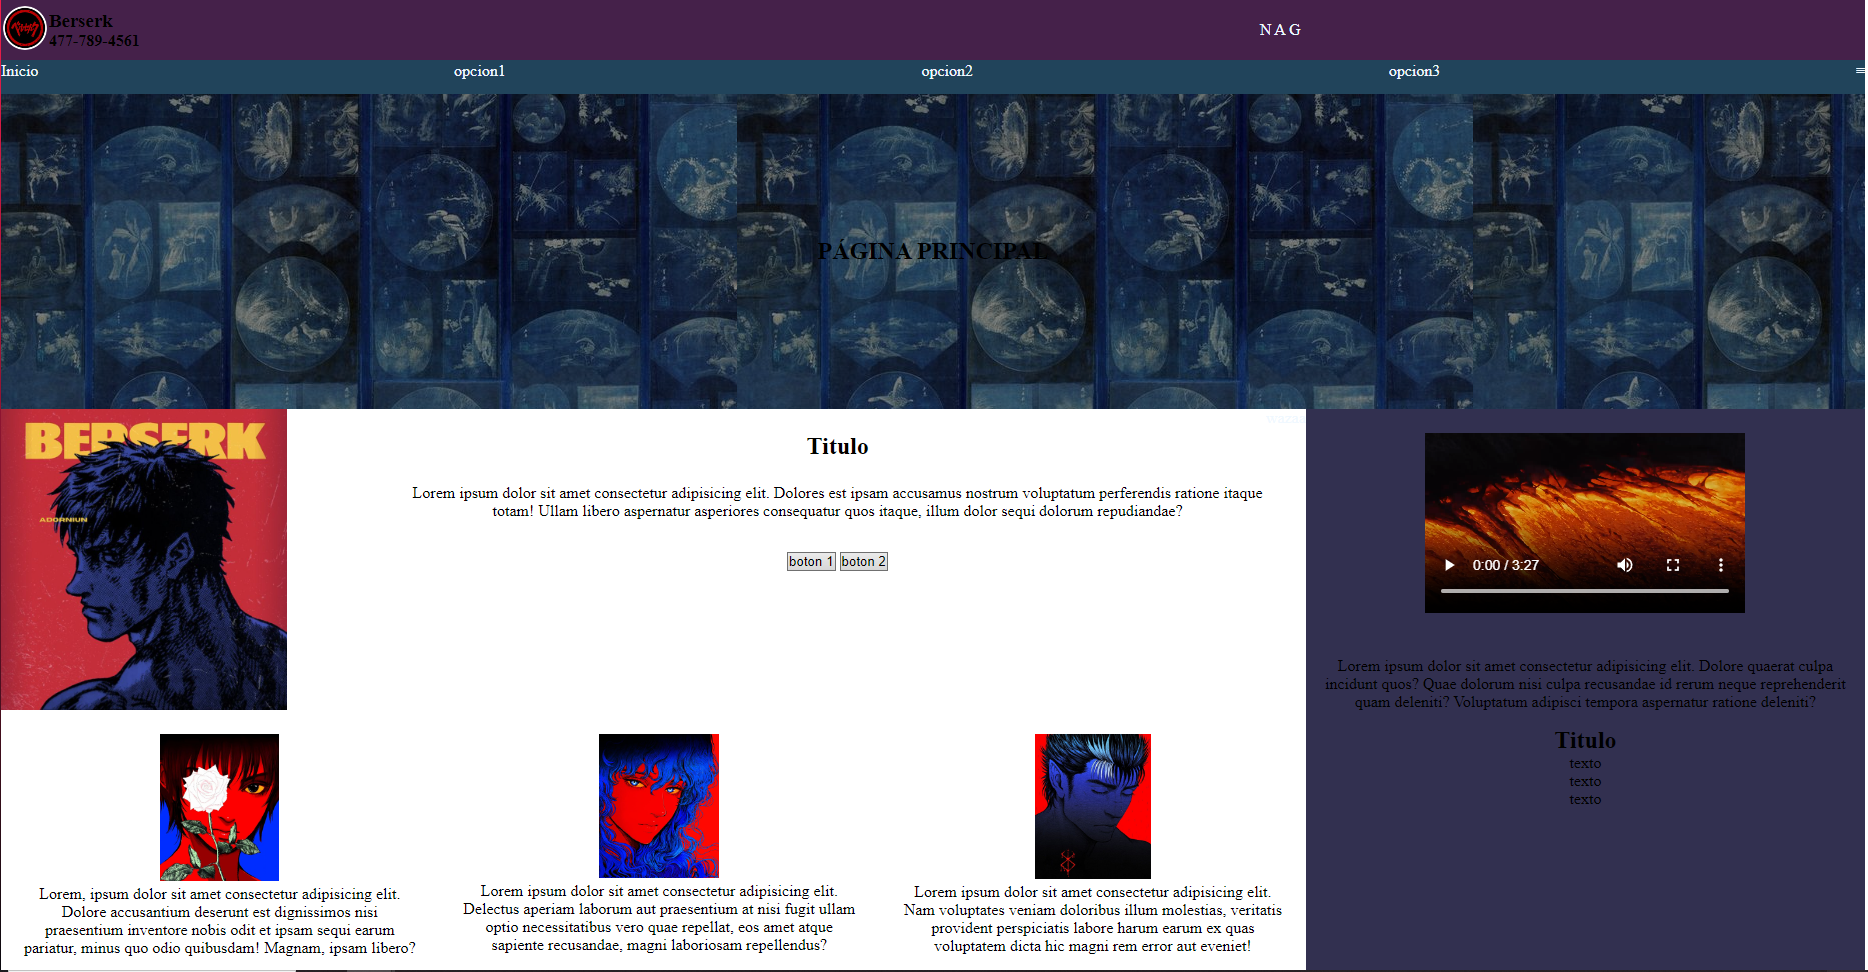 Berserk
477-789-4561
N A G
Inicio
opcion1
opcion2
opcion3
PÁGINA PRINCIPAL
BERSERK
ADORNIUN
Titulo
Lorem ipsum dolor sit amet consectetur adipisicing elit. Dolores est ipsam accusamus nostrum voluptatum perferendis ratione itaque
totam! Ullam libero aspernatur asperiores consequatur quos itaque, illum dolor sequi dolorum repudiandae?
boton 1
boton 2
0:00 / 3:27
Lorem ipsum dolor sit amet consectetur adipisicing elit. Dolore quaerat culpa
incidunt quos? Quae dolorum nisi culpa recusandae id rerum neque reprehenderit
quam deleniti? Voluptatum adipisci tempora aspernatur ratione deleniti?
Titulo
texto
texto
texto
Lorem, ipsum dolor sit amet consectetur adipisicing elit.
Dolore accusantium deserunt est dignissimos nisi
praesentium inventore nobis odit et ipsam sequi earum
pariatur, minus quo odio quibusdam! Magnam, ipsam libero?
Lorem ipsum dolor sit amet consectetur adipisicing elit.
Delectus aperiam laborum aut praesentium at nisi fugit ullam
optio necessitatibus vero quae repellat, eos amet atque
sapiente recusandae, magni laboriosam repellendus?
Lorem ipsum dolor sit amet consectetur adipisicing elit.
Nam voluptates veniam doloribus illum molestias, veritatis
provident perspiciatis labore harum earum ex quas
voluptatem dicta hic magni rem error aut eveniet!